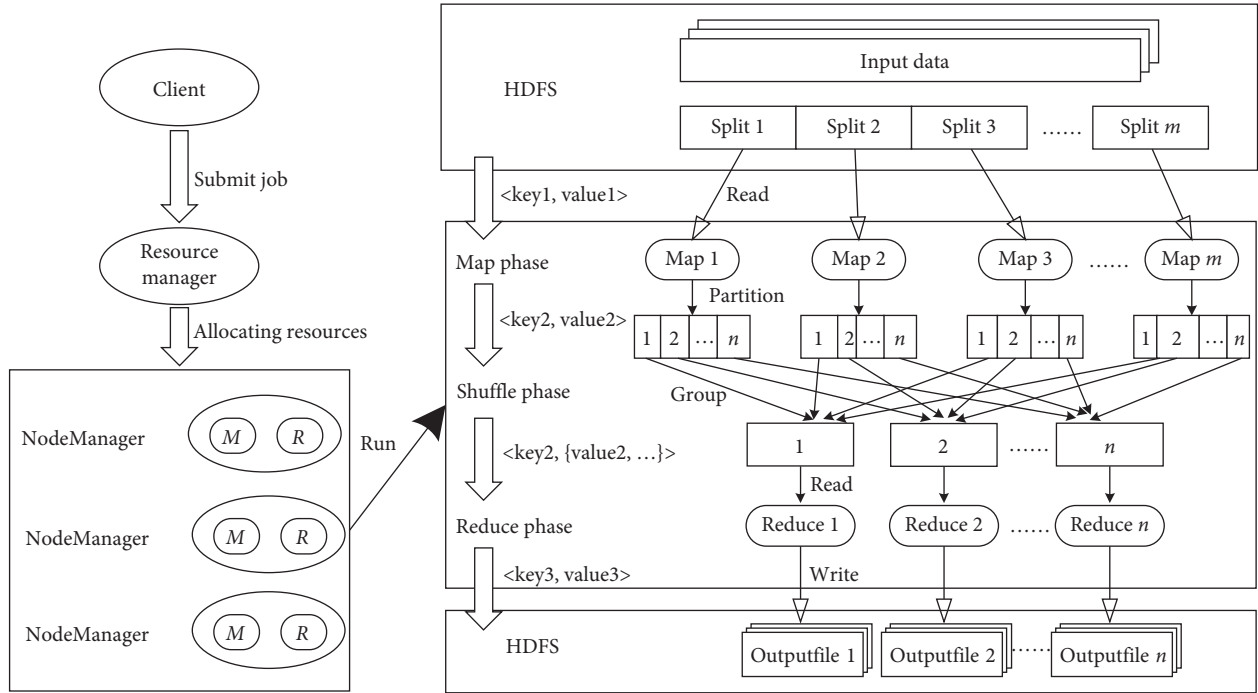 Client
Submit job
Resource
manager
Allocating resources
NodeManager
M
R
NodeManager
M
R
NodeManager
M
R
Run
HDFS
Input data
Split 1
Split 2
Split 3
......
Split m
<key1, value1>
Read
Map phase
Map 1
Map 2
Map 3
......
Map m
<key2, value2>
Partition
1 2 ... n
1 2 ... n
1 2 ... n
1 2 ... n
Shuffle phase
Group
<key2, {value2, ...}>
1
2
......
n
Read
Reduce phase
Reduce 1
Reduce 2
......
Reduce n
<key3, value3>
Write
HDFS
Outputfile 1
Outputfile 2
......
Outputfile n